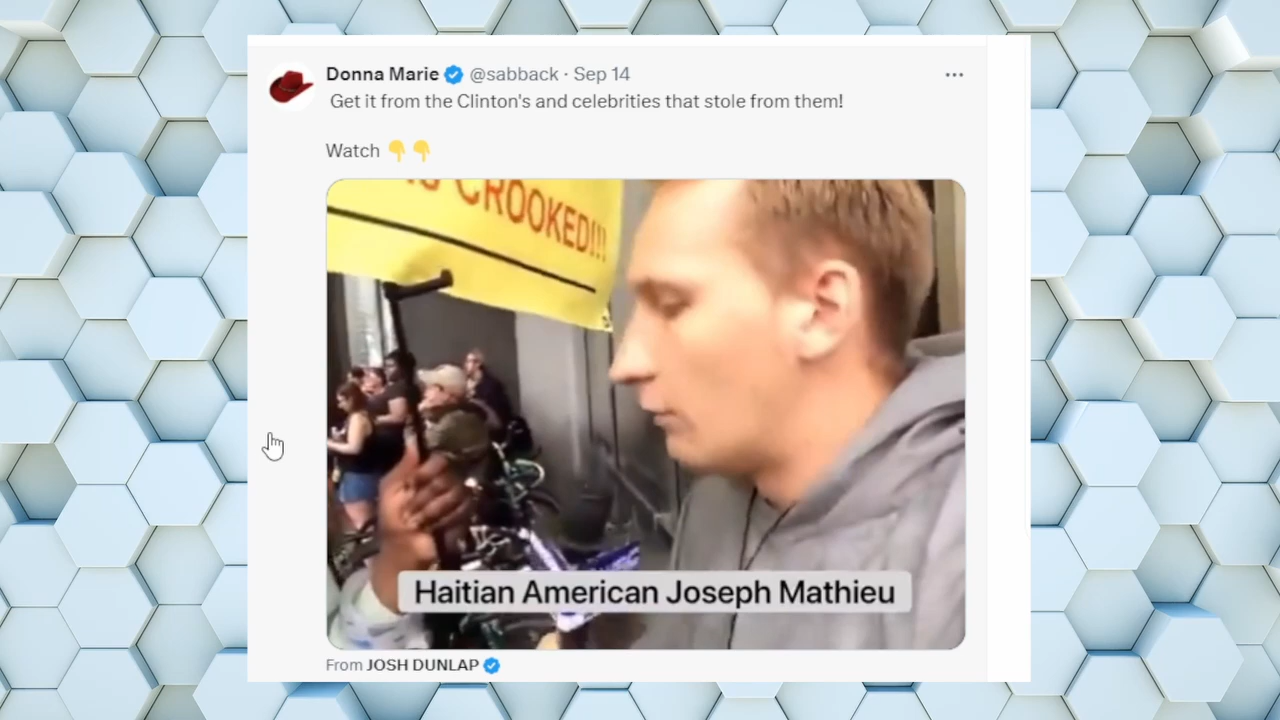 Donna Marie @sabback · Sep 14
Get it from the Clinton's and celebrities that stole from them!
Watch 👇👇
CROOKED!!!
Haitian American Joseph Mathieu
From JOSH DUNLAP